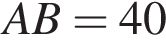 AB = 40